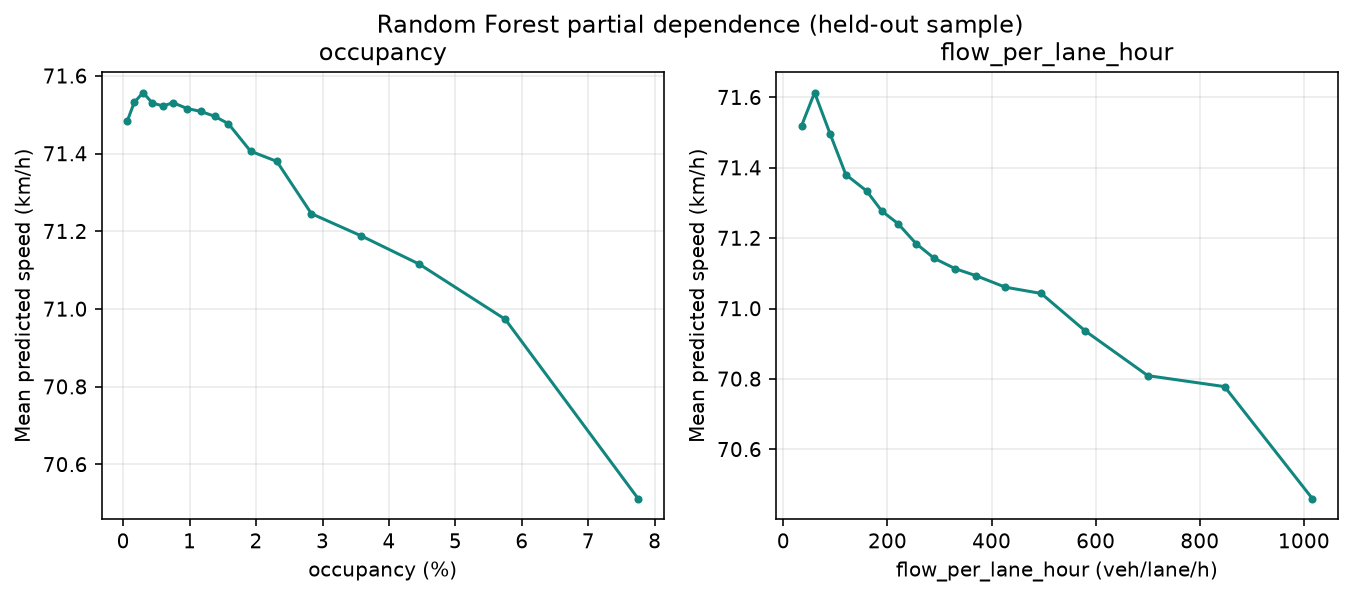 Random Forest partial dependence (held-out sample)
occupancy
Mean predicted speed (km/h)
71.6
71.4
71.2
71.0
70.8
70.6
0 1 2 3 4 5 6 7 8
occupancy (%)
flow_per_lane_hour
Mean predicted speed (km/h)
71.6
71.4
71.2
71.0
70.8
70.6
0 200 400 600 800 1000
flow_per_lane_hour (veh/lane/h)